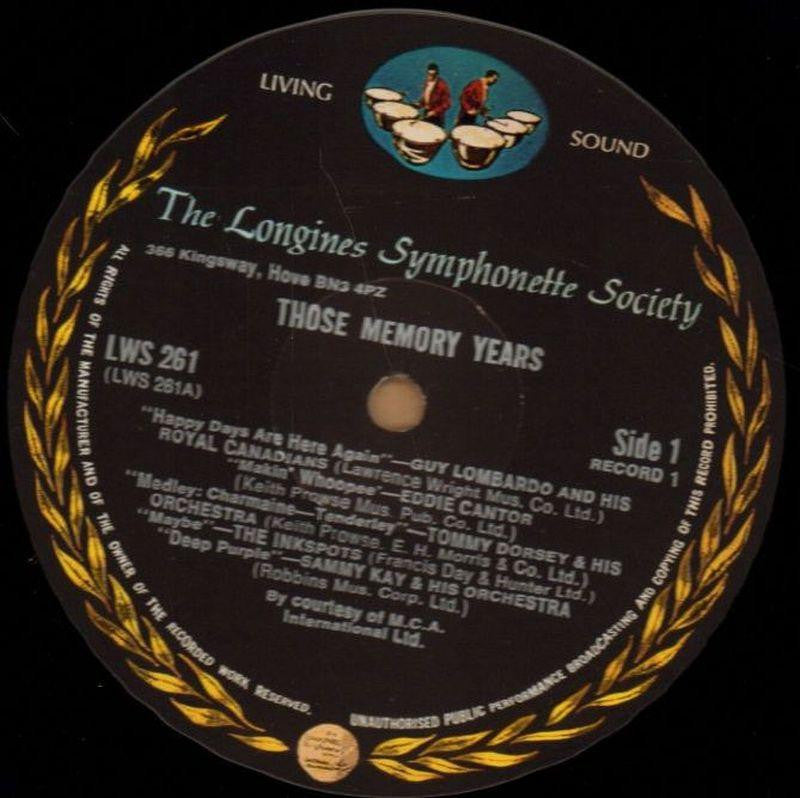 LIVING
SOUND
The Longines Symphonette Society
366 Kingsway, Hove BN3 4PZ
THOSE MEMORY YEARS
LWS 261
(LWS 261A)
Side 1
RECORD 1
"Happy Days Are Here Again"—GUY LOMBARDO AND HIS
ROYAL CANADIANS (Lawrence Wright Mus. Co. Ltd.)
"Makin' Whoopee"—EDDIE CANTOR
(Keith Prowse Mus. Pub. Co. Ltd.)
"Medley: Charmaine—Tenderley"—TOMMY DORSEY & HIS
ORCHESTRA (Keith Prowse, E. H. Morris & Co. Ltd.)
"Maybe"—THE INKSPOTS (Francis Day & Hunter Ltd.)
"Deep Purple"—SAMMY KAY & HIS ORCHESTRA
(Robbins Mus. Corp. Ltd.)
By courtesy of M.C.A.
International Ltd.
ALL RIGHTS OF THE MANUFACTURER AND OF THE OWNER OF THE RECORDED WORK RESERVED.
UNAUTHORISED PUBLIC PERFORMANCE BROADCASTING AND COPYING OF THIS RECORD PROHIBITED.